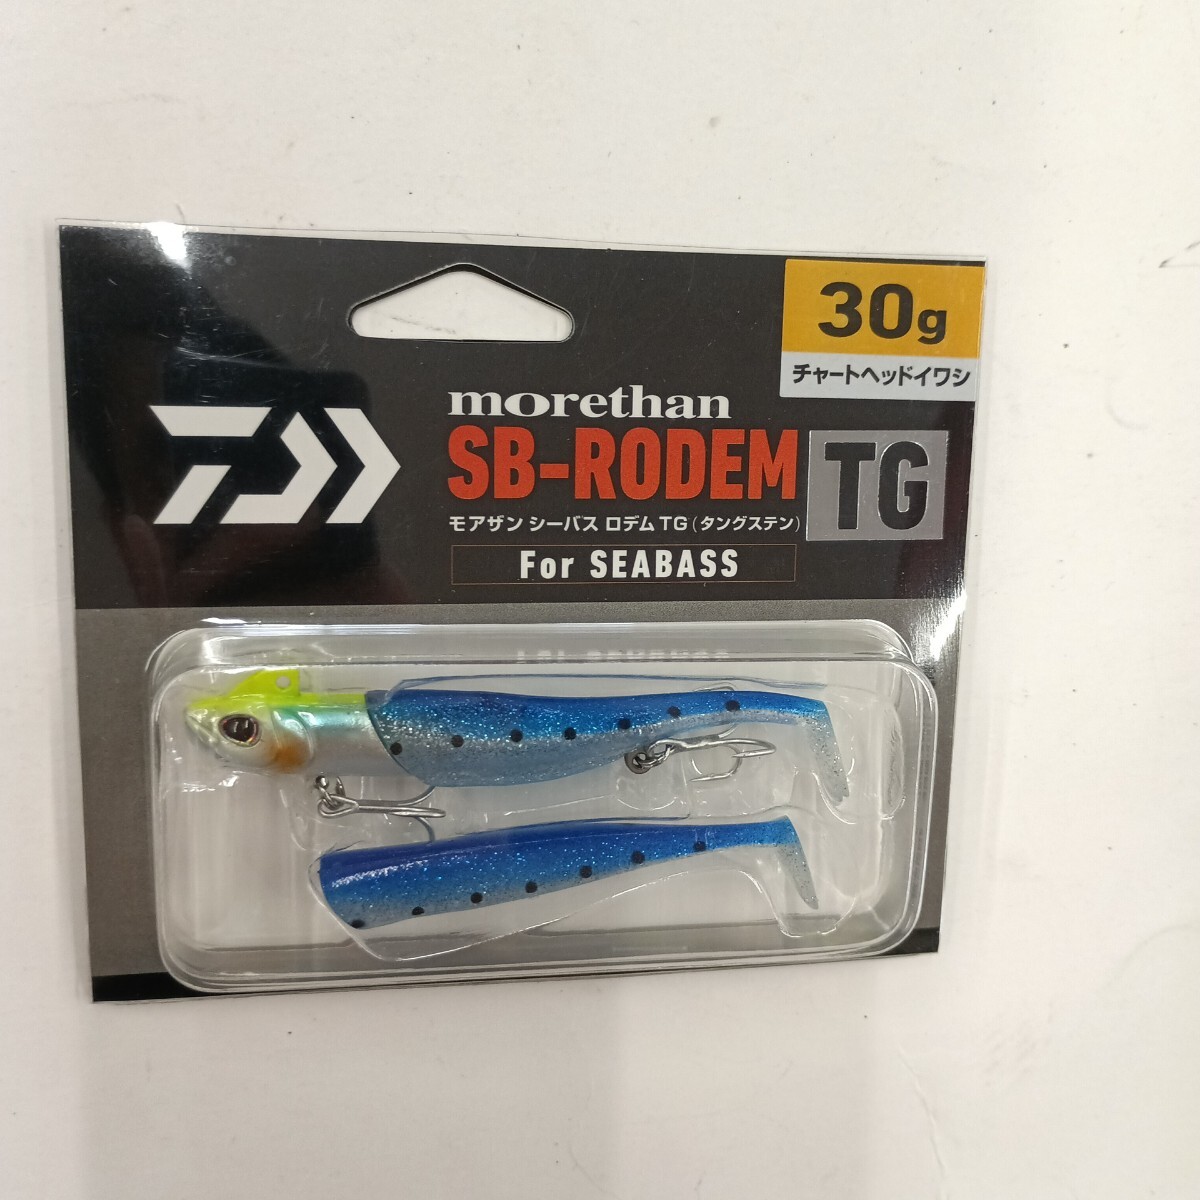 30g
チャートヘッドイワシ
morethan
SB-RODEM TG
モアザン シーバス ロデム TG(タングステン)
For SEABASS